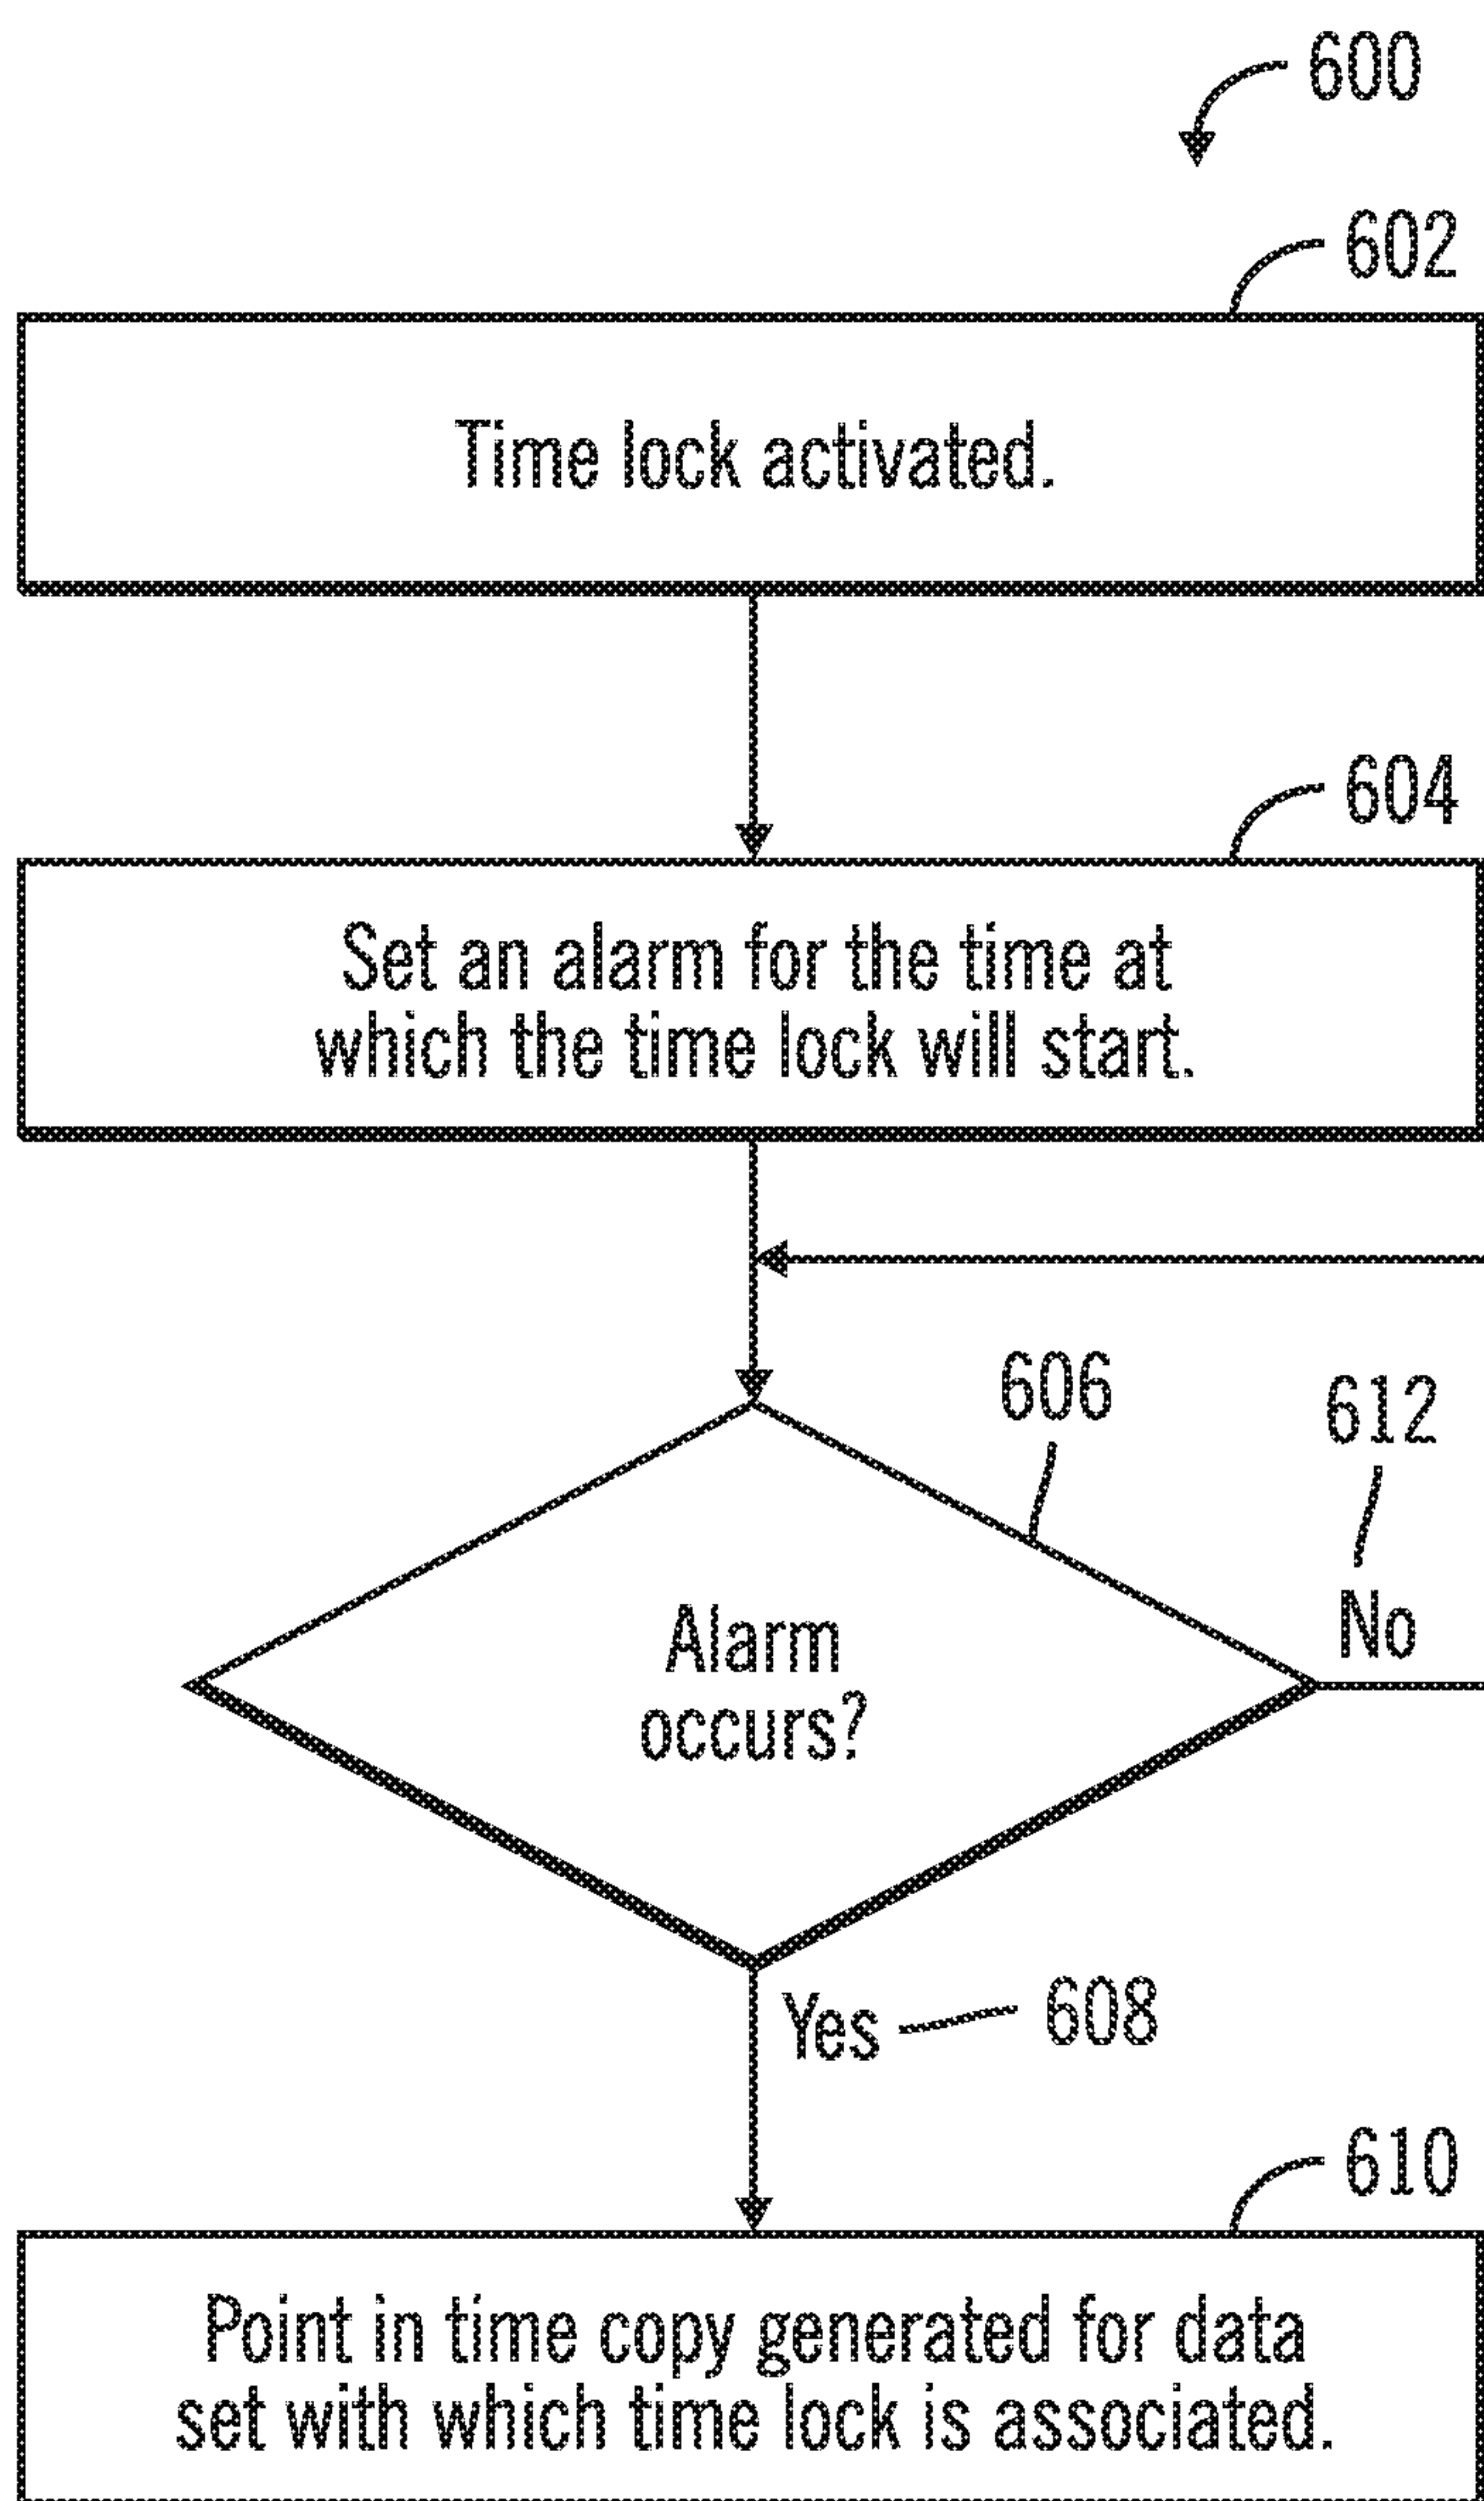 600
602
Time lock activated.
604
Set an alarm for the time at
which the time lock will start.
606
612
No
Alarm
occurs?
Yes
608
610
Point in time copy generated for data
set with which time lock is associated.